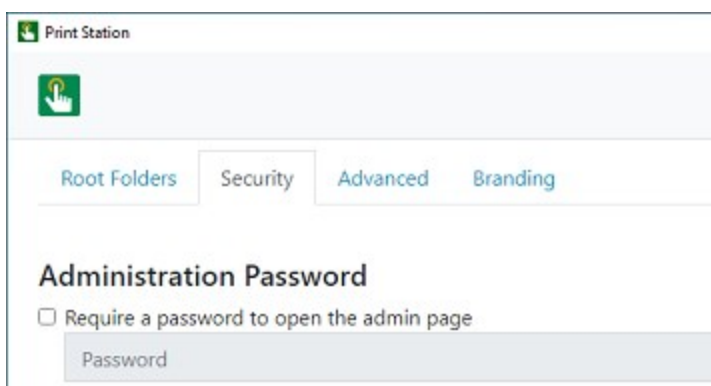 Print Station
Root Folders Security Advanced Branding
Administration Password
Require a password to open the admin page
Password